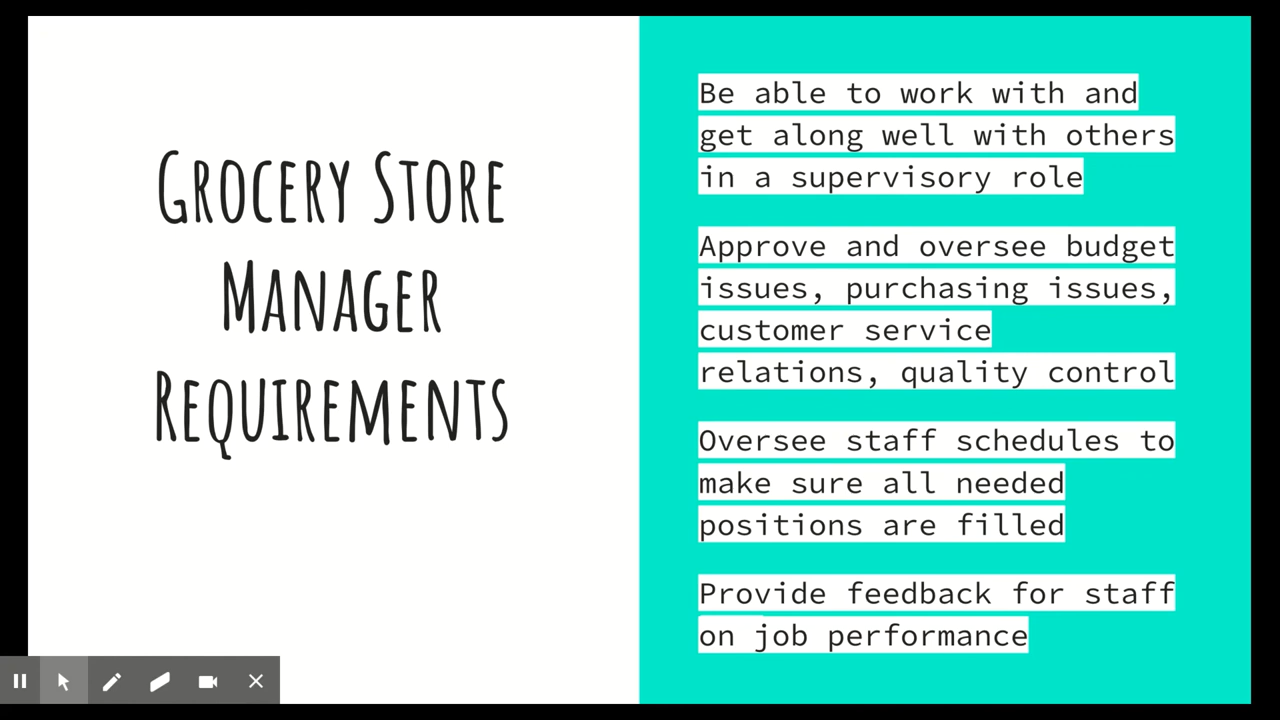 Grocery Store
Manager
Requirements
Be able to work with and
get along well with others
in a supervisory role
Approve and oversee budget
issues, purchasing issues,
customer service
relations, quality control
Oversee staff schedules to
make sure all needed
positions are filled
Provide feedback for staff
on job performance